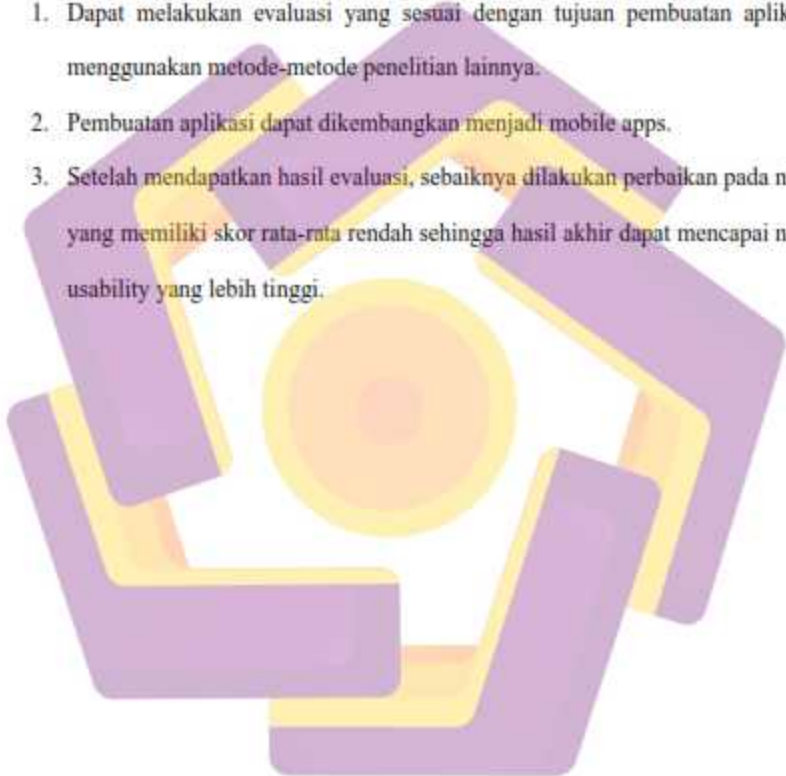 1. Dapat melakukan evaluasi yang sesuai dengan tujuan pembuatan
menggunakan metode-metode penelitian lainnya.
2. Pembuatan aplikasi dapat dikembangkan menjadi mobile apps.
3. Setelah mendapatkan hasil evaluasi, sebaiknya dilakukan perbaikan pada
yang memiliki skor rata-rata rendah sehingga hasil akhir dapat mencapai
usability yang lebih tinggi.